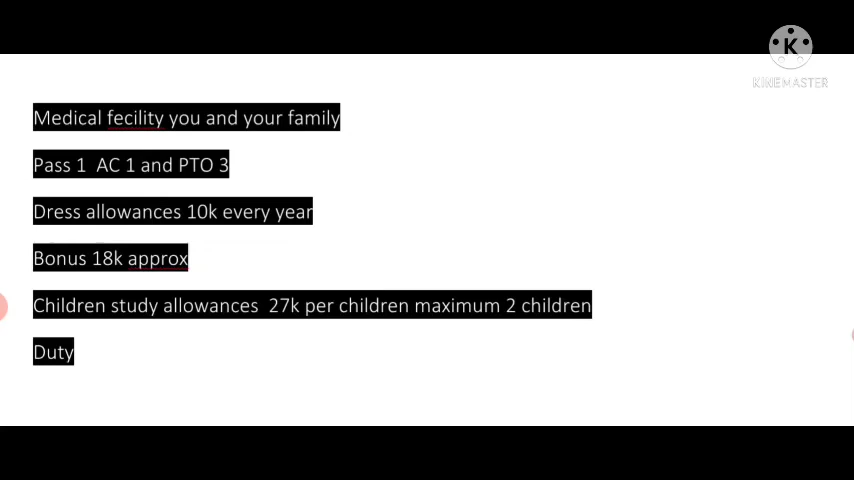 K
KINEMASTER
Medical fecility you and your family
Pass 1  AC 1 and PTO 3
Dress allowances 10k every year
Bonus 18k approx
Children study allowances  27k per children maximum 2 children
Duty